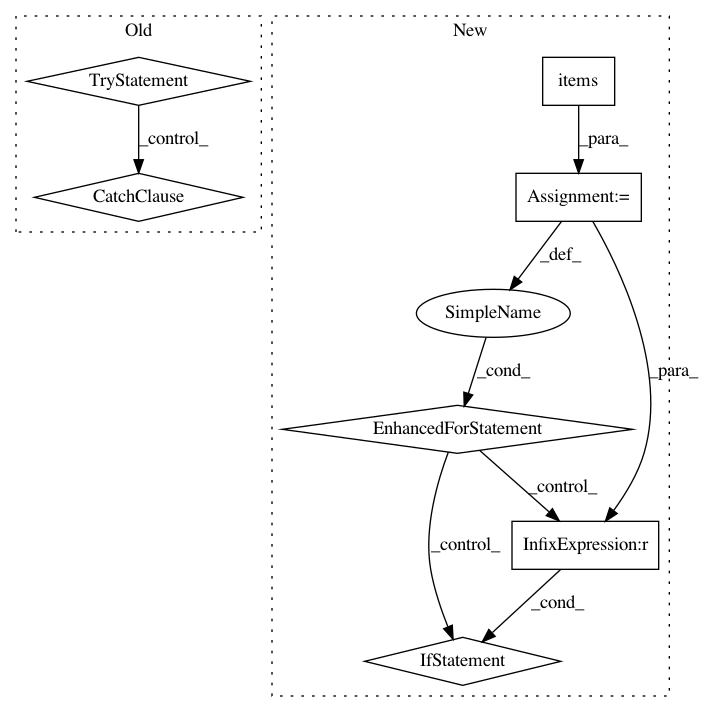 Old
New
TryStatement
items
_control_
_para_
CatchClause
Assignment:=
_def_
SimpleName
_cond_
_para_
EnhancedForStatement
_control_
_control_
InfixExpression:r
_cond_
IfStatement